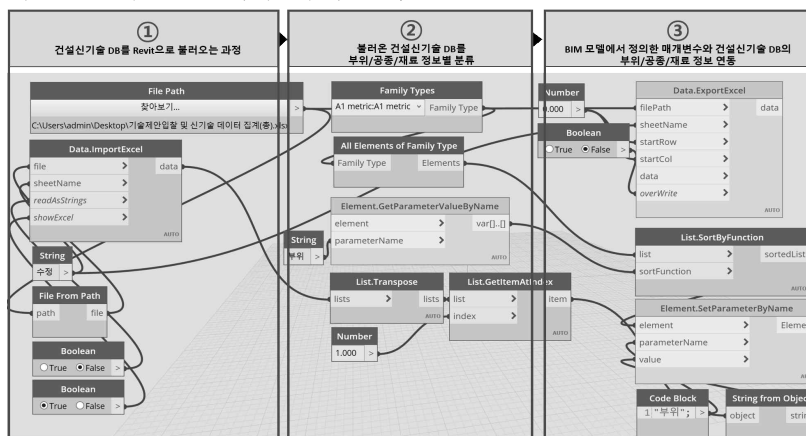 ①
건설신기술 DB를 Revit으로 불러오는 과정
②
불러온 건설신기술 DB를
부위/공종/재료 정보별 분류
③
BIM 모델에서 정의한 매개변수와 건설신기술 DB의
부위/공종/재료 정보 연동
File Path
찾아보기...
>
C:\Users\admin\Desktop\기술제안입찰 및 신기술 데이터 집계(총).xlsx
Data.ImportExcel
file > data
sheetName >
readAsStrings >
showExcel >
AUTO
String
수정 >
File From Path
path file
Boolean
True False >
Boolean
True False >
Family Types
A1 metric:A1 metric Family Type
All Elements of Family Type
Family Type Elements
Element.GetParameterValueByName
element > var[]..[]
parameterName >
AUTO
String
부위 >
List.Transpose
lists > lists
AUTO
List.GetItemAtIndex
list > item
index >
AUTO
Number
1.000 >
Number
0.000 >
Boolean
True False >
Data.ExportExcel
filePath > data
sheetName >
startRow >
startCol >
data >
overWrite >
AUTO
List.SortByFunction
list > sortedList
sortFunction >
AUTO
Element.SetParameterByName
element > Eleme
parameterName >
value >
AU
Code Block
1 "부위"; >
String from Objec
object strin